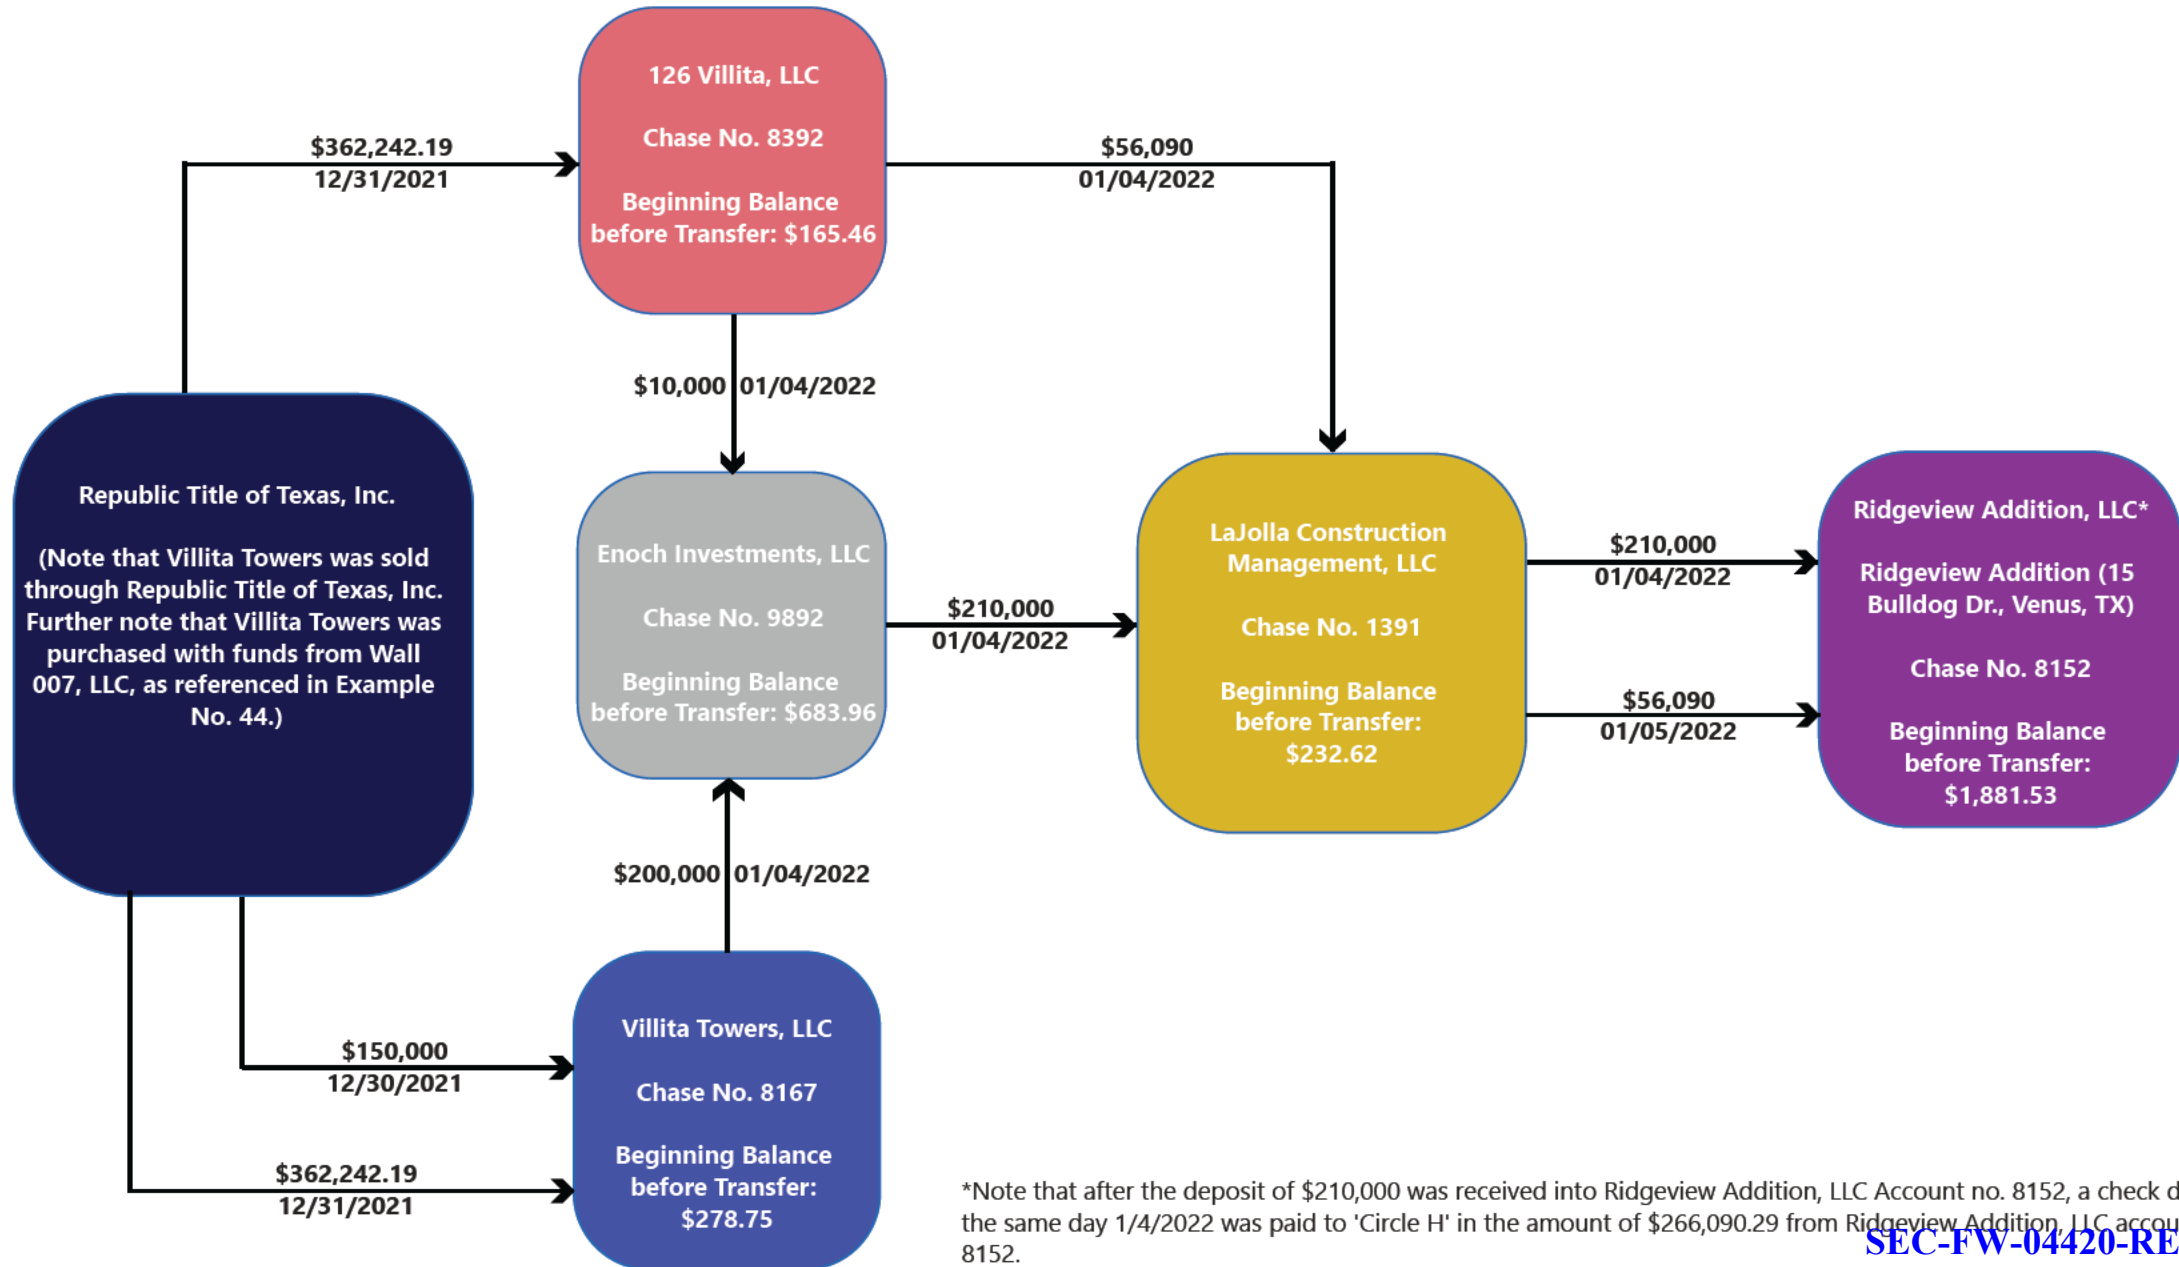 126 Villita, LLC
Chase No. 8392
Beginning Balance
before Transfer: $165.46
$362,242.19
12/31/2021
$56,090
01/04/2022
$10,000 01/04/2022
Republic Title of Texas, Inc.
(Note that Villita Towers was sold
through Republic Title of Texas, Inc.
Further note that Villita Towers was
purchased with funds from Wall
007, LLC, as referenced in Example
No. 44.)
Enoch Investments, LLC
Chase No. 9892
Beginning Balance
before Transfer: $683.96
$210,000
01/04/2022
LaJolla Construction
Management, LLC
Chase No. 1391
Beginning Balance
before Transfer:
$232.62
$210,000
01/04/2022
$56,090
01/05/2022
Ridgeview Addition, LLC*
Ridgeview Addition (15
Bulldog Dr., Venus, TX)
Chase No. 8152
Beginning Balance
before Transfer:
$1,881.53
$200,000 01/04/2022
Villita Towers, LLC
Chase No. 8167
Beginning Balance
before Transfer:
$278.75
$150,000
12/30/2021
$362,242.19
12/31/2021
*Note that after the deposit of $210,000 was received into Ridgeview Addition, LLC Account no. 8152, a check
the same day 1/4/2022 was paid to 'Circle H' in the amount of $266,090.29 from Ridgeview Addition, LLC
8152.
SEC-FW-04420-RE